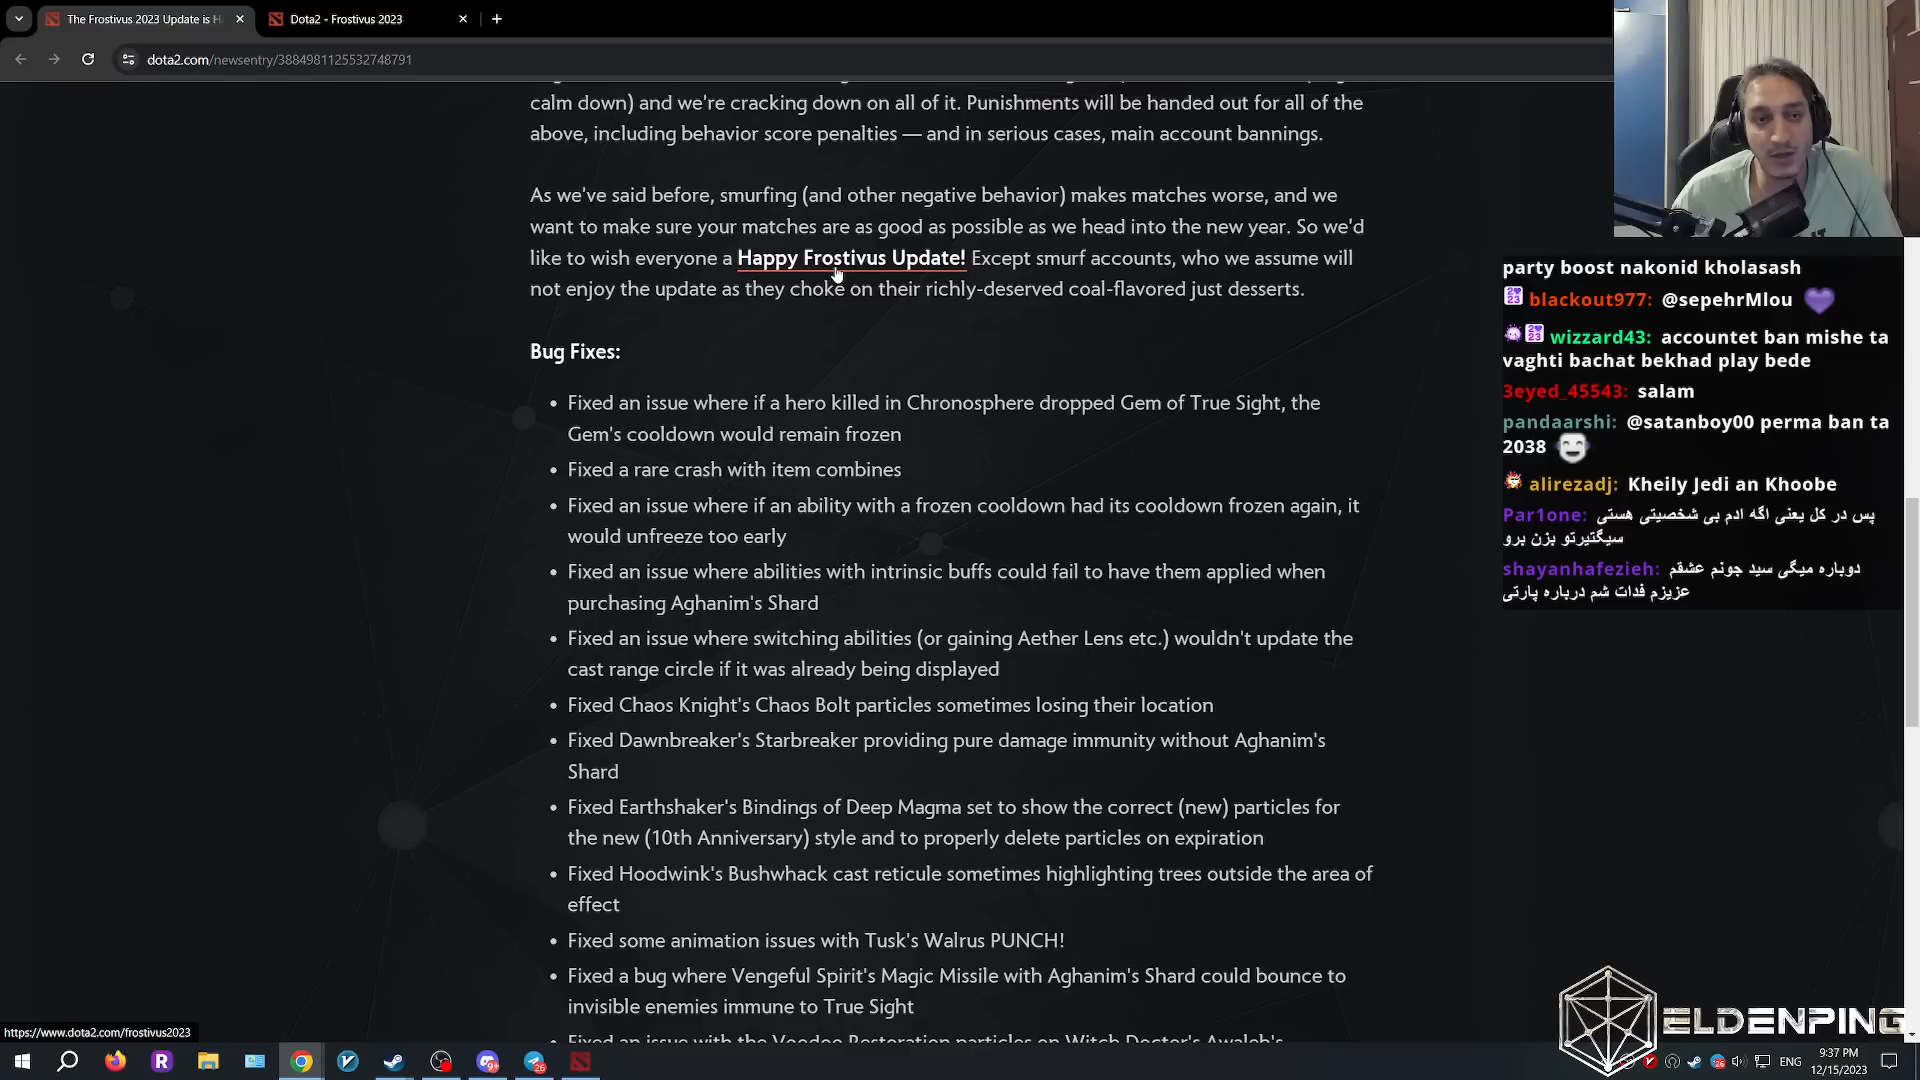 The Frostivus 2023 Update is H
Dota2 - Frostivus 2023
dota2.com/newsentry/3884981125532748791
calm down) and we're cracking down on all of it. Punishments will be handed out for all of the
above, including behavior score penalties — and in serious cases, main account bannings.
As we've said before, smurfing (and other negative behavior) makes matches worse, and we
want to make sure your matches are as good as possible as we head into the new year. So we'd
like to wish everyone a Happy Frostivus Update! Except smurf accounts, who we assume will
not enjoy the update as they choke on their richly-deserved coal-flavored just desserts.
Bug Fixes:
• Fixed an issue where if a hero killed in Chronosphere dropped Gem of True Sight, the
Gem's cooldown would remain frozen
• Fixed a rare crash with item combines
• Fixed an issue where if an ability with a frozen cooldown had its cooldown frozen again, it
would unfreeze too early
• Fixed an issue where abilities with intrinsic buffs could fail to have them applied when
purchasing Aghanim's Shard
• Fixed an issue where switching abilities (or gaining Aether Lens etc.) wouldn't update the
cast range circle if it was already being displayed
• Fixed Chaos Knight's Chaos Bolt particles sometimes losing their location
• Fixed Dawnbreaker's Starbreaker providing pure damage immunity without Aghanim's
Shard
• Fixed Earthshaker's Bindings of Deep Magma set to show the correct (new) particles for
the new (10th Anniversary) style and to properly delete particles on expiration
• Fixed Hoodwink's Bushwhack cast reticule sometimes highlighting trees outside the area of
effect
• Fixed some animation issues with Tusk's Walrus PUNCH!
• Fixed a bug where Vengeful Spirit's Magic Missile with Aghanim's Shard could bounce to
invisible enemies immune to True Sight
Fixed an issue with the Voodoo Restoration particles on Witch Doctor's
party boost nakonid kholasash
blackout977: @sepehrMlou
wizzard43: accountet ban mishe ta
vaghti bachat bekhad play bede
3eyed_45543: salam
pandaarshi: @satanboy00 perma ban ta
2038
alirezadj: Kheily Jedi an Khoobe
Par1one: پس در کل یعنی اگه ادم بی شخصیتی هستی
سیگتیرتو بزن برو
shayanhafezieh: دوباره میگی سید جونم عشقم
عزیزم فدات شم درباره پارتی
ELDENPING
https://www.dota2.com/frostivus2023
ENG
9:37 PM
12/15/2023